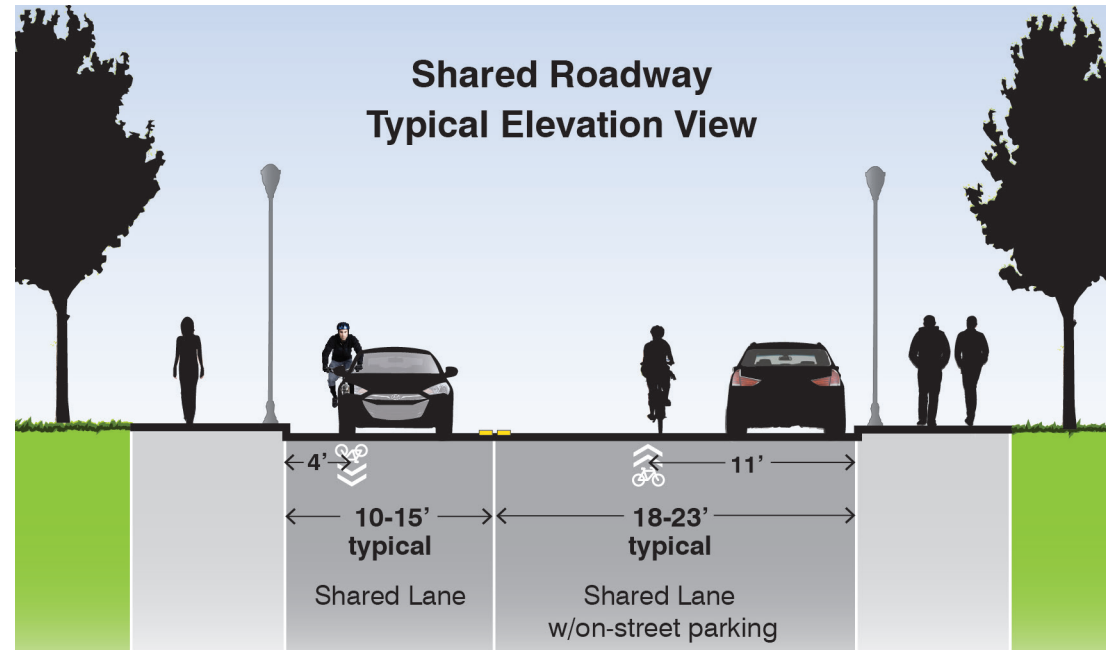 Shared Roadway
Typical Elevation View
4’
11’
10-15’
typical
18-23’
typical
Shared Lane
Shared Lane
w/on-street parking